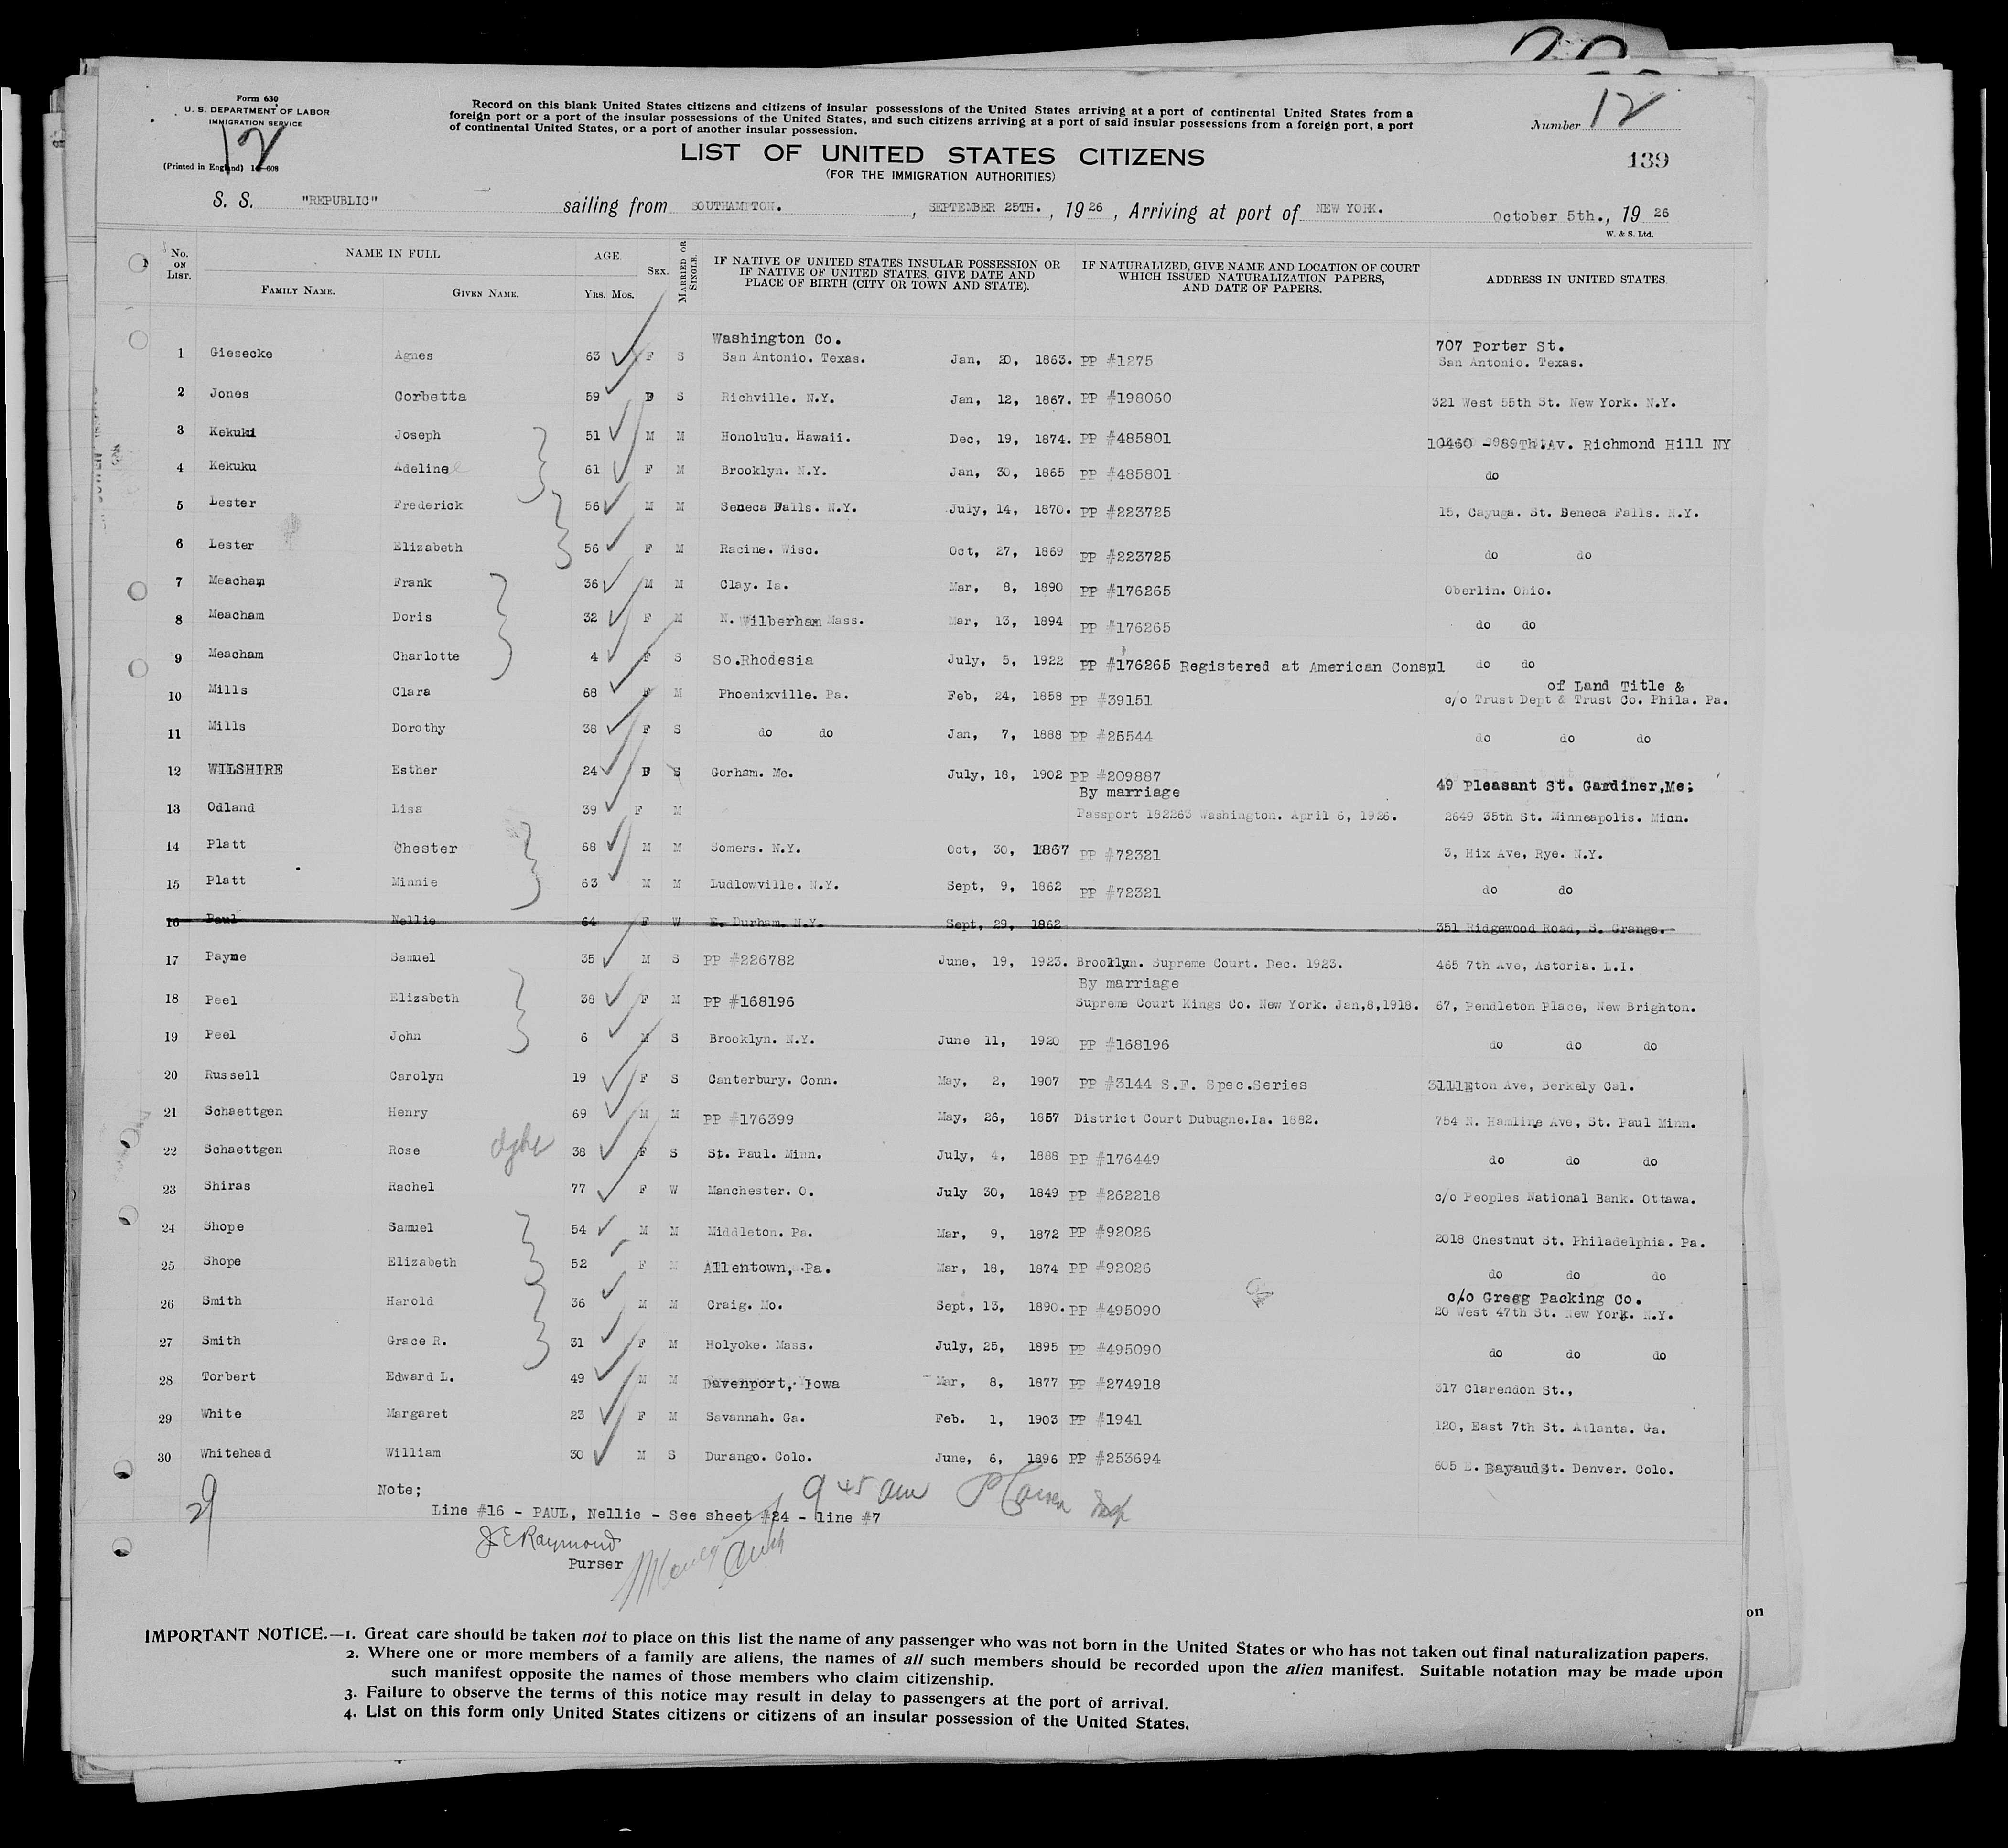 Form 630
U. S. DEPARTMENT OF LABOR
IMMIGRATION SERVICE
12
(Printed in England) 14—608
Record on this blank United States citizens and citizens of insular possessions of the United States arriving at a port of continental United States from a
foreign port or a port of the insular possessions of the United States, and such citizens arriving at a port of said insular possessions from a foreign port, a port
of continental United States, or a port of another insular possession.
Number 12
LIST OF UNITED STATES CITIZENS
(FOR THE IMMIGRATION AUTHORITIES)
139
S. S. "REPUBLIC" sailing from SOUTHAMPTON. , SEPTEMBER 25TH. , 1926 , Arriving at port of NEW YORK. October 5th., 19 26
W. & S. Ltd.
No. ON LIST. NAME IN FULL FAMILY NAME. GIVEN NAME. AGE YRS. MOS. SEX. MARRIED OR SINGLE. IF NATIVE OF UNITED STATES INSULAR POSSESSION OR IF NATIVE OF UNITED STATES, GIVE DATE AND PLACE OF BIRTH (CITY OR TOWN AND STATE). IF NATURALIZED, GIVE NAME AND LOCATION OF COURT WHICH ISSUED NATURALIZATION PAPERS, AND DATE OF PAPERS. ADDRESS IN UNITED STATES.
Washington Co. 707 Porter St.
1 Giesecke Agnes 63 F S San Antonio. Texas. Jan, 20, 1863. PP #1275 San Antonio. Texas.
2 Jones Corbetta 59 F S Richville. N.Y. Jan, 12, 1867. PP #198060 321 West 55th St. New York. N.Y.
3 Kekuku Joseph 51 M M Honolulu. Hawaii. Dec, 19, 1874. PP #485801 10460 -89Th.Av. Richmond Hill NY
4 Kekuku Adeline 61 F M Brooklyn. N.Y. Jan, 30, 1865 PP #485801 do
5 Lester Frederick 56 M M Seneca Falls. N.Y. July, 14, 1870. PP #223725 15, Cayuga. St. Beneca Falls. N.Y.
6 Lester Elizabeth 56 F M Racine. Wisc. Oct, 27, 1869 PP #223725 do do
7 Meacham Frank 36 M M Clay. Ia. Mar, 8, 1890 PP #176265 Oberlin. Ohio.
8 Meacham Doris 32 F M N. Wilberham Mass. Mar, 13, 1894 PP #176265 do do
9 Meacham Charlotte 4 F S So.Rhodesia July, 5, 1922 PP #176265 Registered at American Consul do do
of Land Title &
10 Mills Clara 68 F M Phoenixville. Pa. Feb, 24, 1858 PP #39151 c/o Trust Dept & Trust Co. Phila. Pa.
11 Mills Dorothy 38 F S do do Jan, 7, 1888 PP #25544 do do do
12 WILSHIRE Esther 24 F S Gorham. Me. July, 18, 1902 PP #209887 49 Pleasant St. Gardiner,Me;
By marriage
13 Odland Lisa 39 F M Passport 182263 Washington. April 6, 1926. 2649 35th St. Minneapolis. Minn.
14 Platt Chester 68 M M Somers. N.Y. Oct, 30, 1867 PP #72321 3, Hix Ave, Rye. N.Y.
15 Platt Minnie 63 M M Ludlowville. N.Y. Sept, 9, 1862 PP #72321 do do
16 Paul Nellie 64 F W E. Durham. N.Y. Sept, 29, 1862 351 Ridgewood Road, S. Orange.
17 Payne Samuel 35 M S PP #226782 June, 19, 1923. Brooklyn. Supreme Court. Dec. 1923. 465 7th Ave, Astoria. L.I.
By marriage
18 Peel Elizabeth 38 F M PP #168196 Supreme Court Kings Co. New York. Jan,8,1918. 67, Pendleton Place, New Brighton.
19 Peel John 6 M S Brooklyn. N.Y. June 11, 1920 PP #168196 do do do
20 Russell Carolyn 19 F S Canterbury. Conn. May, 2, 1907 PP #3144 S.F. Spec.Series Ave, Berkely Cal.
21 Schaettgen Henry 69 M M PP #176399 May, 26, 1857 District Court Dubugne.Ia. 1882. 754 N. Hamline Ave, St. Paul Minn.
22 Schaettgen Rose 38 F S St. Paul. Minn. July, 4, 1888 PP #176449 do do do
23 Shiras Rachel 77 F W Manchester. O. July 30, 1849 PP #262218 c/o Peoples National Bank. Ottawa.
24 Shope Samuel 54 M M Middleton. Pa. Mar, 9, 1872 PP #92026 2018 Chestnut St. Philadelphia. Pa.
25 Shope Elizabeth 52 F M Allentown, Pa. Mar, 18, 1874 PP #92026 do do do
c/o Gregg Packing Co.
26 Smith Harold 36 M M Craig. Mo. Sept, 13, 1890. PP #495090 20 West 47th St. New York. N.Y.
27 Smith Grace R. 31 F M Holyoke. Mass. July, 25, 1895 PP #495090 do do do
28 Torbert Edward L. 49 M M Davenport, Iowa Mar, 8, 1877 PP #274918 317 Clarendon St.,
29 White Margaret 23 F M Savannah. Ga. Feb. 1, 1903 PP #1941 120, East 7th St. Atlanta. Ga.
30 Whitehead William 30 M S Durango. Colo. June, 6, 1896 PP #253694 605 E. Bayaud St. Denver. Colo.
29
Note;
9 45 am
Line #16 - PAUL, Nellie - See sheet #24 - line #7
J E Raymond
Purser
on
IMPORTANT NOTICE.—1. Great care should be taken not to place on this list the name of any passenger who was not born in the United States or who has not taken out final naturalization papers.
2. Where one or more members of a family are aliens, the names of all such members should be recorded upon the alien manifest. Suitable notation may be made upon
such manifest opposite the names of those members who claim citizenship.
3. Failure to observe the terms of this notice may result in delay to passengers at the port of arrival.
4. List on this form only United States citizens or citizens of an insular possession of the United States.